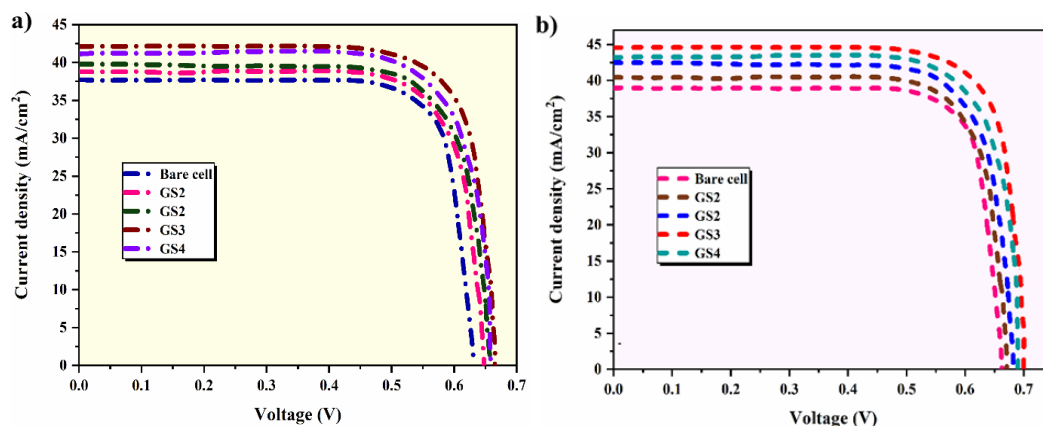 a)
Current density (mA/cm²)
45
40
35
30
25
20
15
10
5
0
Bare cell
GS2
GS2
GS3
GS4
0.0 0.1 0.2 0.3 0.4 0.5 0.6 0.7
Voltage (V)
b)
Current density (mA/cm²)
45
40
35
30
25
20
15
10
5
0
Bare cell
GS2
GS2
GS3
GS4
0.0 0.1 0.2 0.3 0.4 0.5 0.6 0.7
Voltage (V)